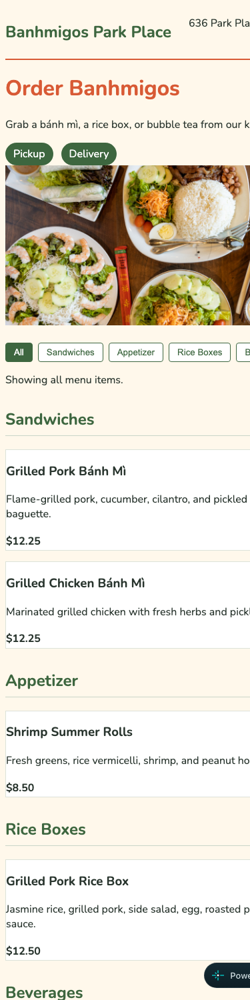 Banhmigos Park Place
636 Park Pla
Order Banhmigos
Grab a bánh mì, a rice box, or bubble tea from our k
Pickup
Delivery
All
Sandwiches
Appetizer
Rice Boxes
B
Showing all menu items.
Sandwiches
Grilled Pork Bánh Mì
Flame-grilled pork, cucumber, cilantro, and pickled
baguette.
$12.25
Grilled Chicken Bánh Mì
Marinated grilled chicken with fresh herbs and pickl
$12.25
Appetizer
Shrimp Summer Rolls
Fresh greens, rice vermicelli, shrimp, and peanut ho
$8.50
Rice Boxes
Grilled Pork Rice Box
Jasmine rice, grilled pork, side salad, egg, roasted p
sauce.
$12.50
Powe
Beverages